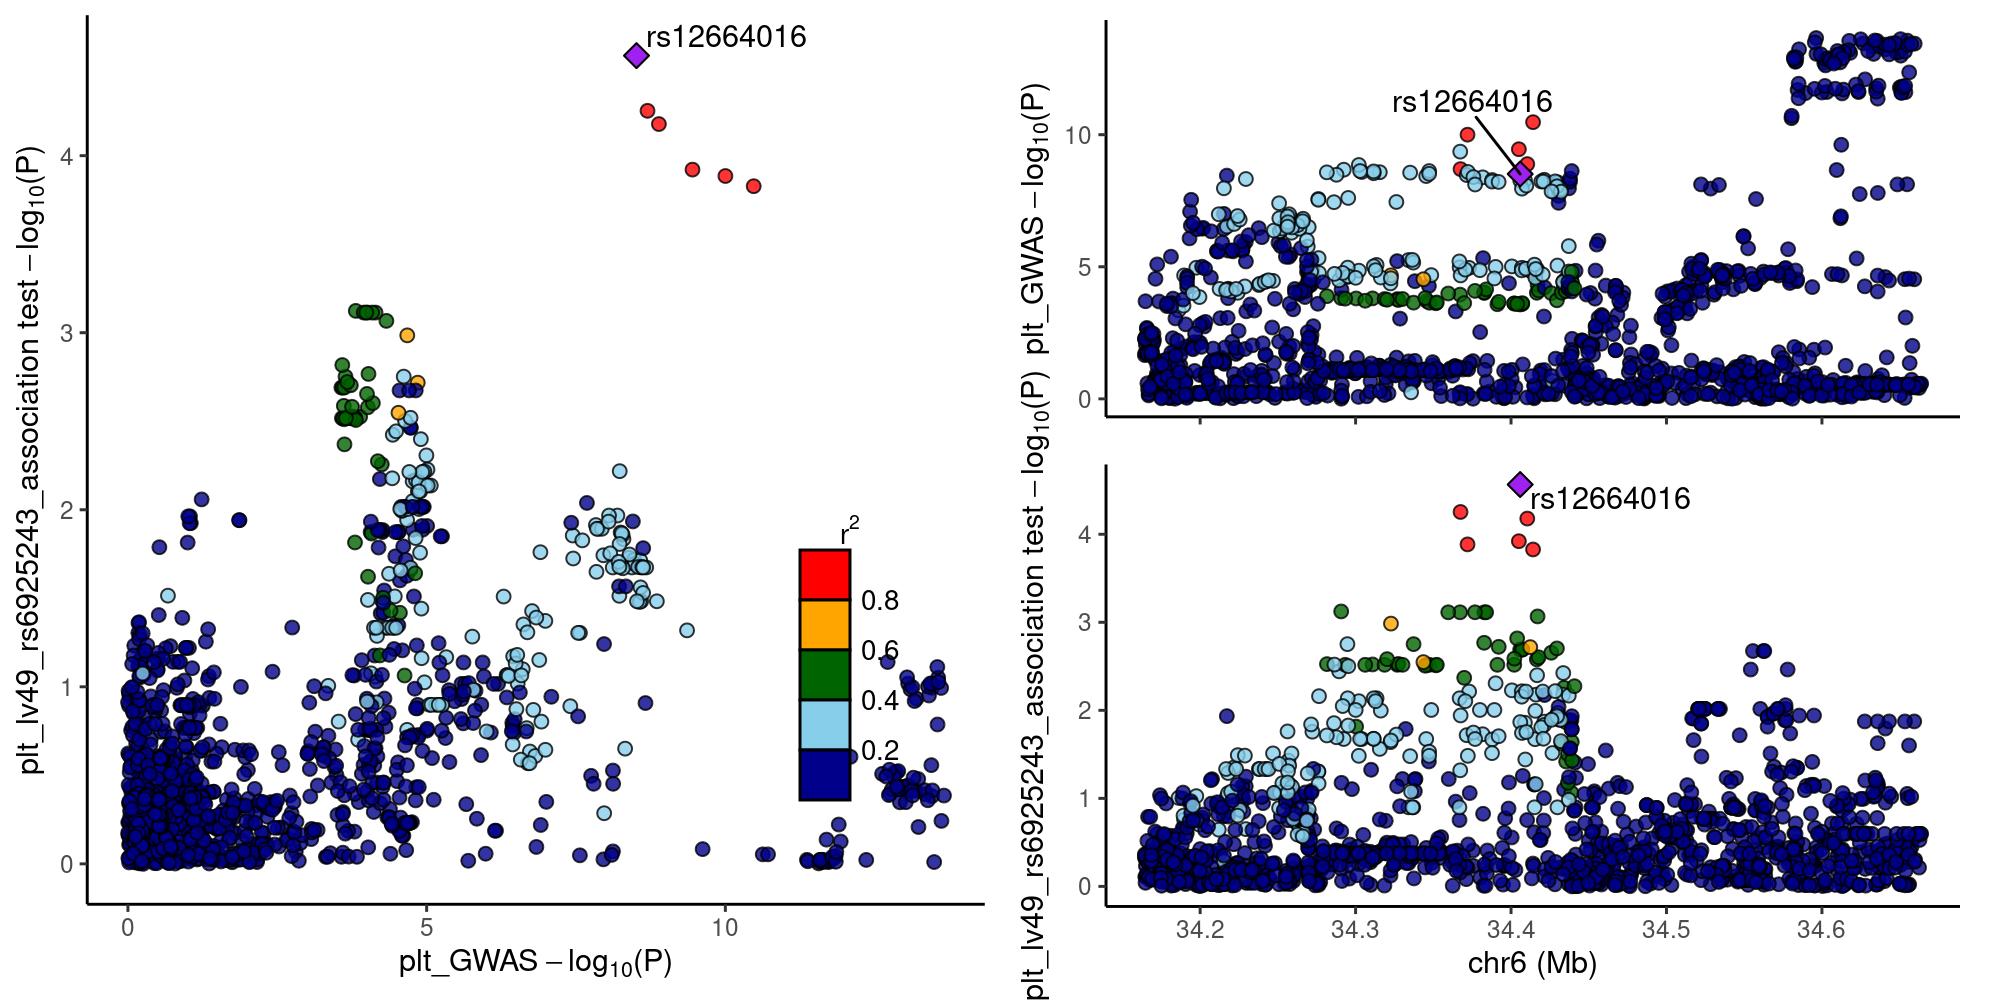 rs12664016
plt_lv49_rs6925243_association test −log10(P)
4
3
2
1
0
0
5
10
plt_GWAS −log10(P)
r2
0.8
0.6
0.4
0.2
plt_GWAS −log10(P)
10
5
0
rs12664016
plt_lv49_rs6925243_association test −log10(P)
4
3
2
1
0
rs12664016
34.2
34.3
34.4
34.5
34.6
chr6 (Mb)